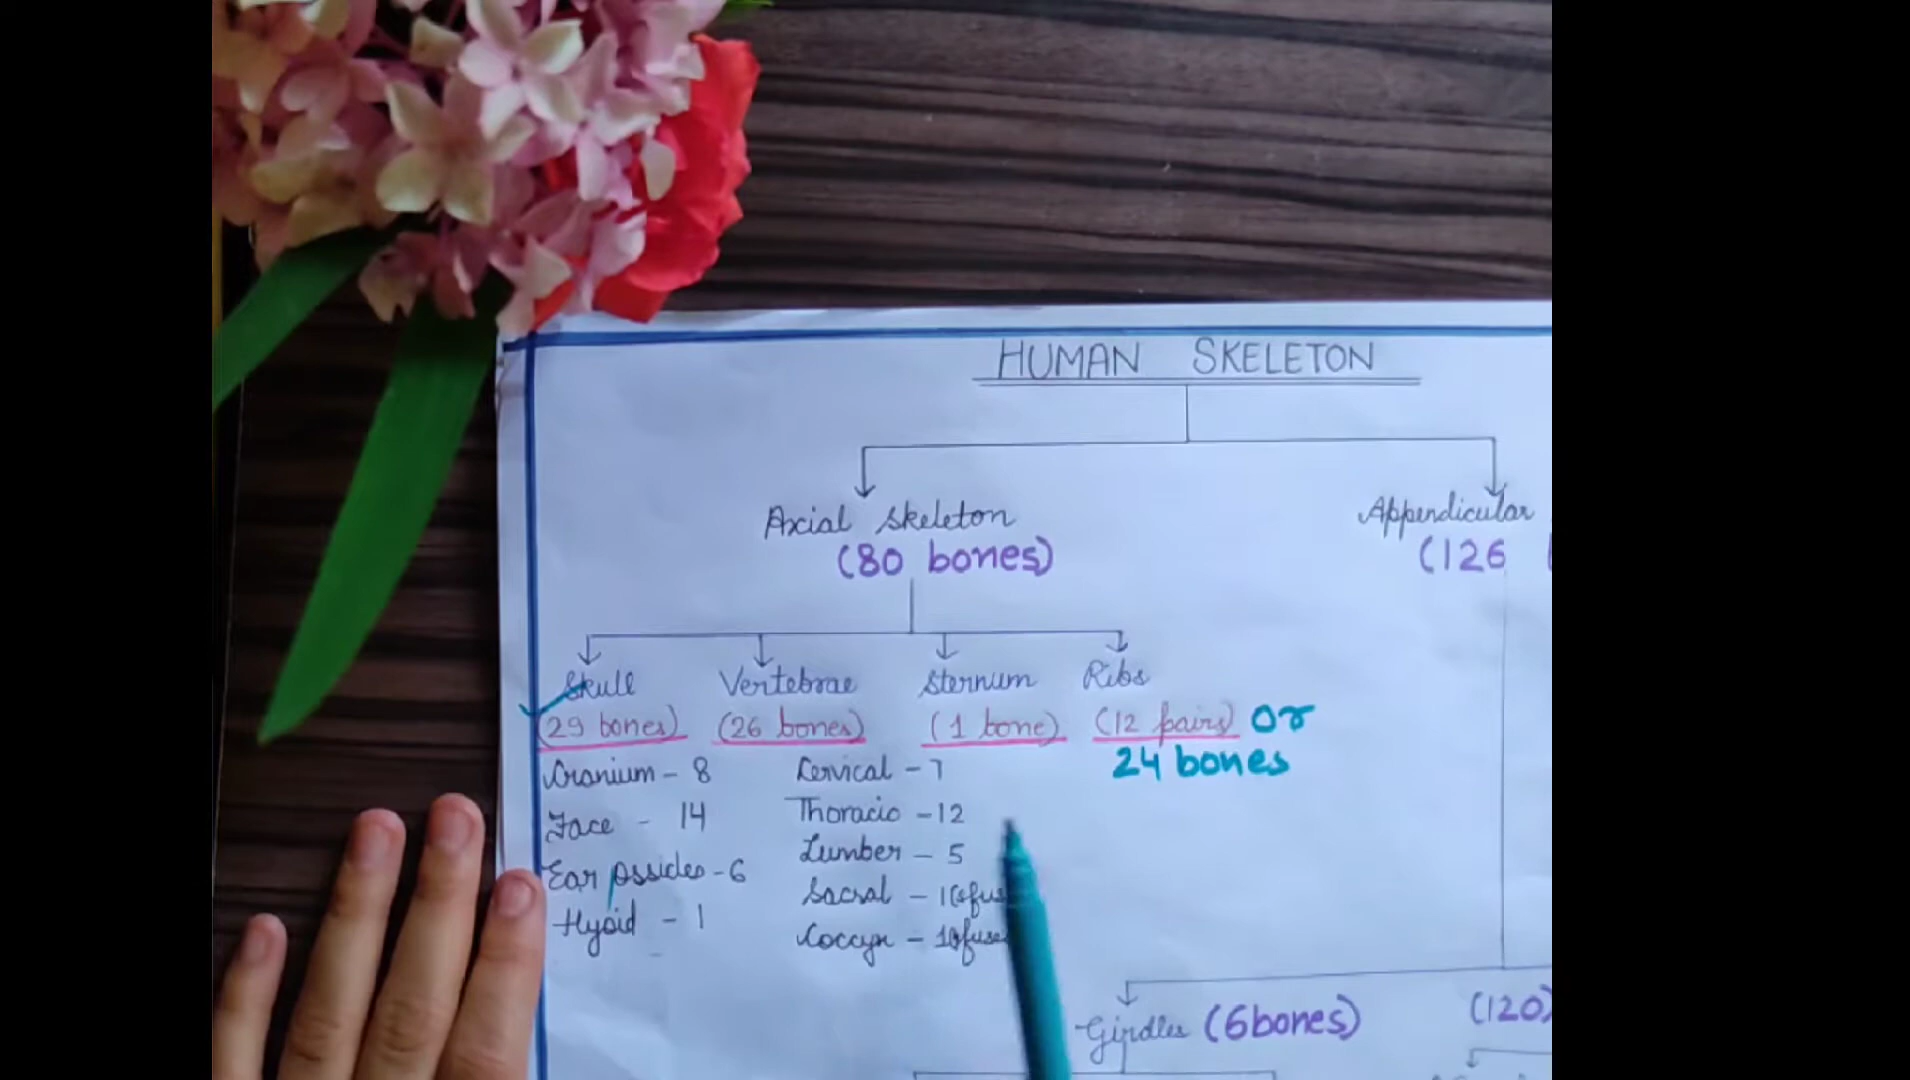 HUMAN SKELETON
Axial skeleton
(80 bones)
Appendicular
(126
Skull
(29 bones)
Cranium - 8
Face - 14
Ear ossicles - 6
Hyoid - 1
Vertebrae
(26 bones)
Cervical - 7
Thoracic - 12
Lumber - 5
Sacral - 1(5fus
Coccyx - 1
Sternum
(1 bone)
Ribs
(12 pairs) or
24 bones
Girdles (6bones)
(120)